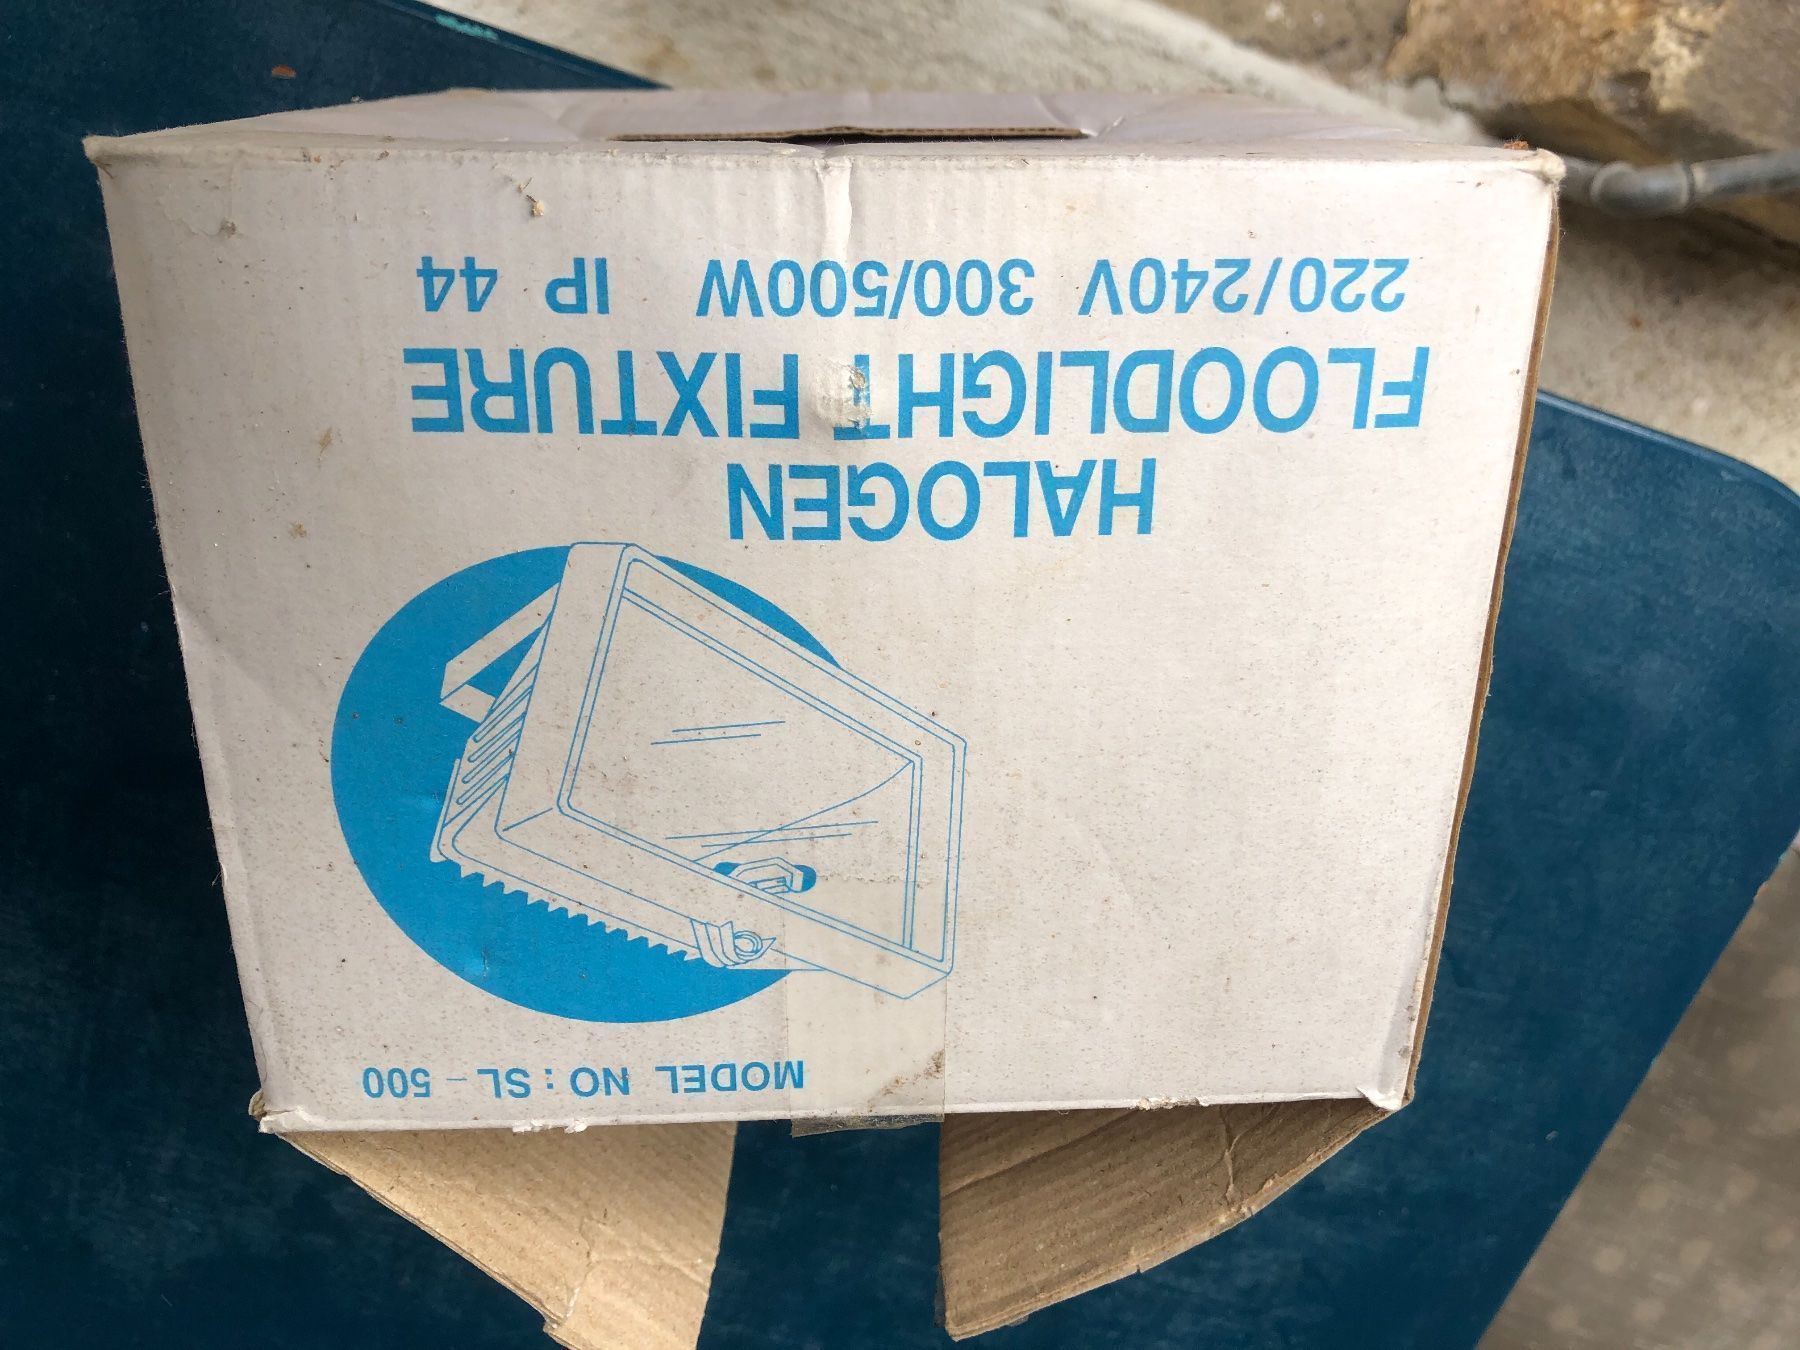 MODEL NO : SL - 500
HALOGEN
FLOODLIGHT FIXTURE
220/240V 300/500W IP 44